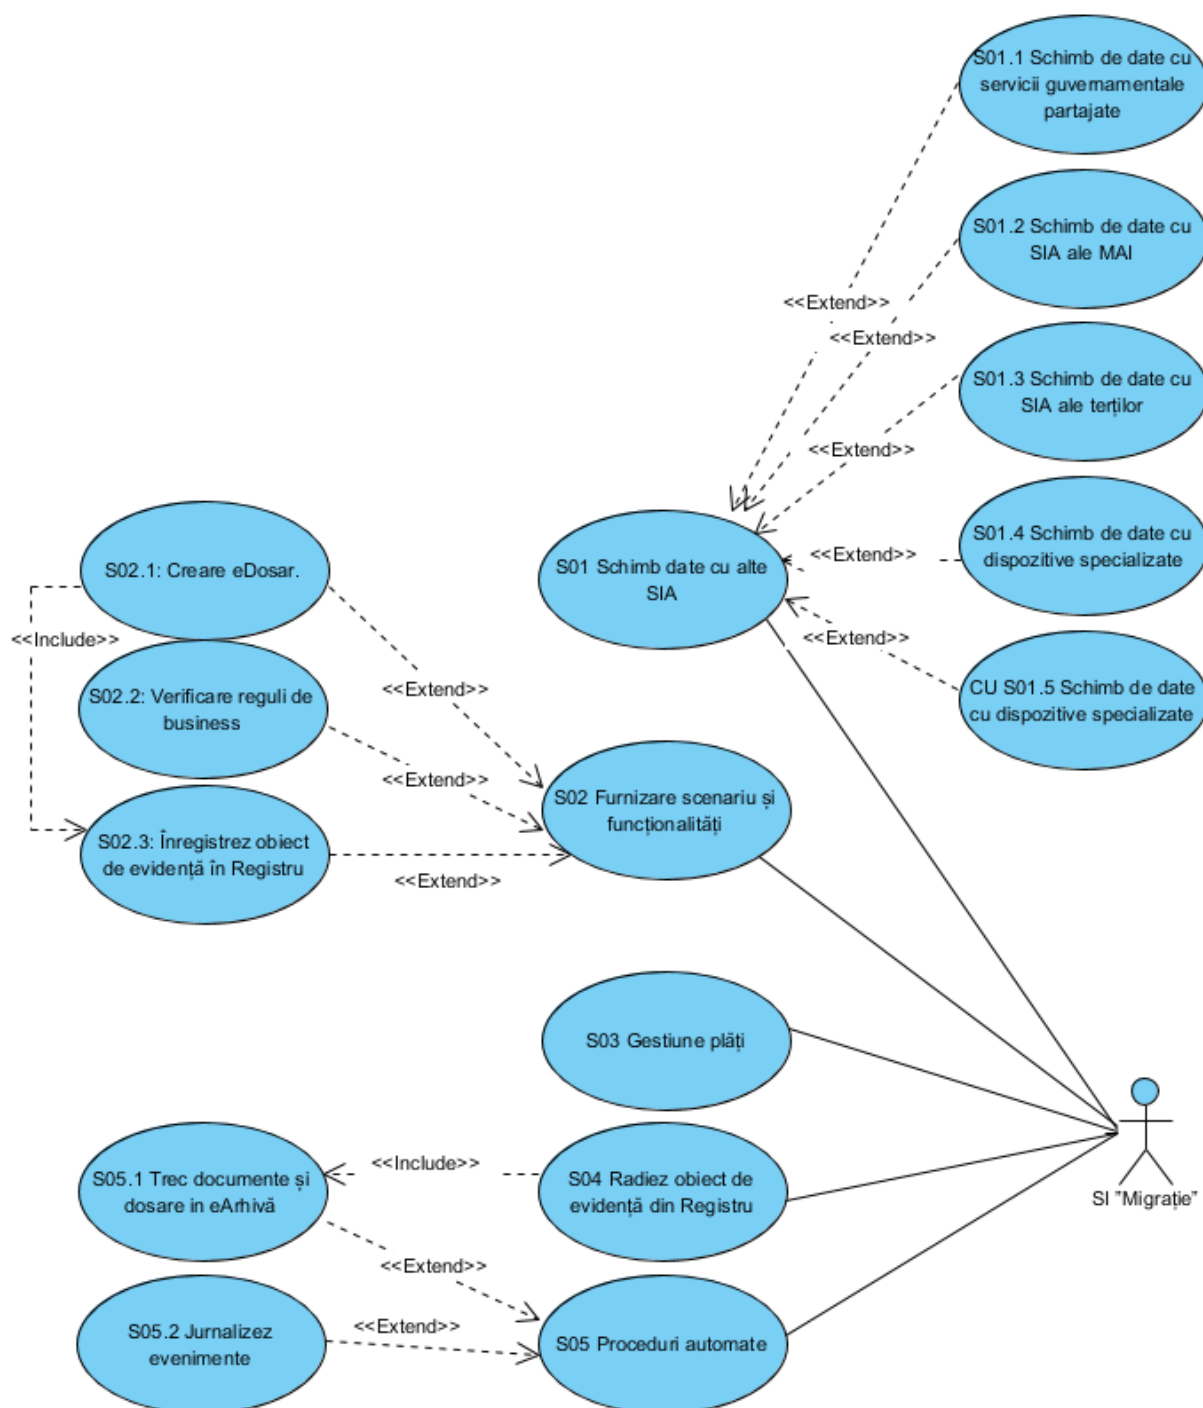 S01.1 Schimb de date cu
servicii guvernamentale
partajate
S01.2 Schimb de date cu
SIA ale MAI
<<Extend>>
<<Extend>>
S01.3 Schimb de date cu
SIA ale terților
<<Extend>>
S01.4 Schimb de date cu
dispozitive specializate
<<Extend>>
S01 Schimb date cu alte
SIA
S02.1: Creare eDosar.
<<Include>>
<<Extend>>
CU S01.5 Schimb de date
cu dispozitive specializate
S02.2: Verificare reguli de
business
<<Extend>>
<<Extend>>
S02 Furnizare scenariu și
funcționalități
S02.3: Înregistrez obiect
de evidență în Registru
<<Extend>>
S03 Gestiune plăți
S05.1 Trec documente și
dosare in eArhivă
<<Include>>
S04 Radiez obiect de
evidență din Registru
SI "Migrație"
<<Extend>>
S05.2 Jurnalizez
evenimente
<<Extend>>
S05 Proceduri automate